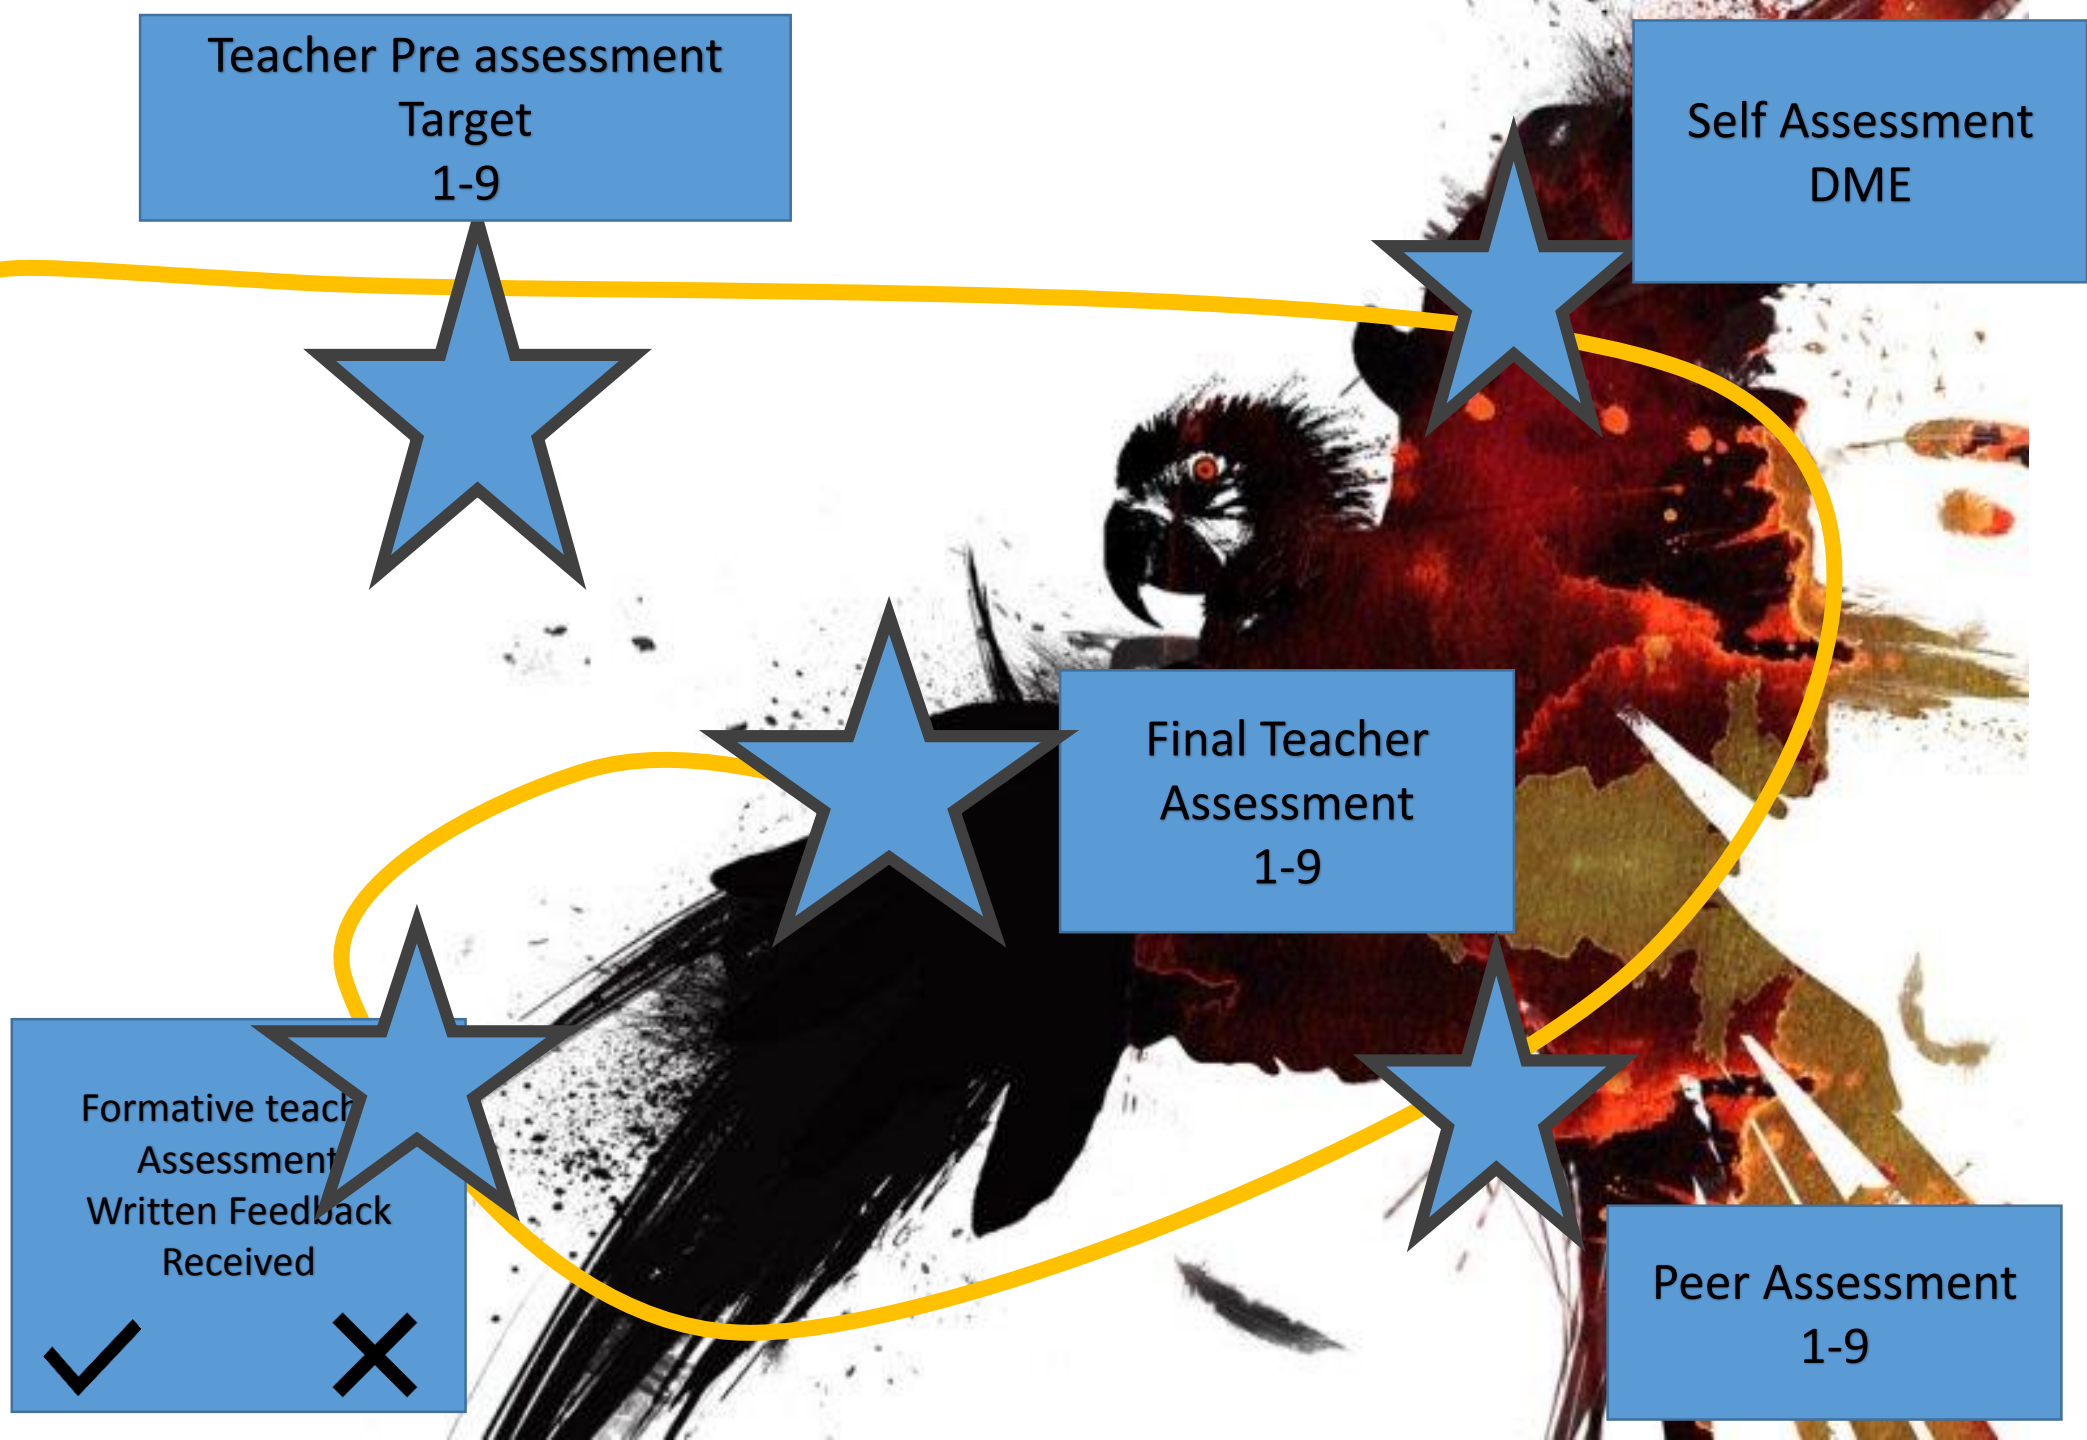 Teacher Pre assessment
Target
1-9
Self Assessment
DME
Final Teacher
Assessment
1-9
Formative teach
Assessment
Written Feedback
Received
Peer Assessment
1-9